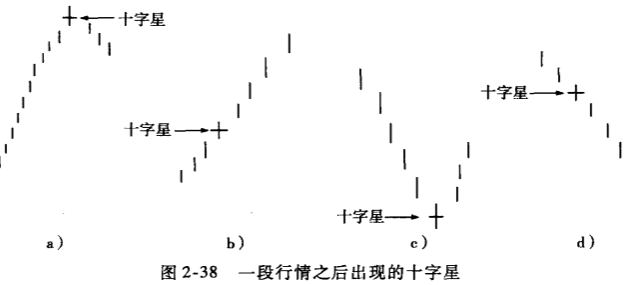 十字星
十字星
十字星
十字星
a）
b）
c）
d）
图 2-38 一段行情之后出现的十字星